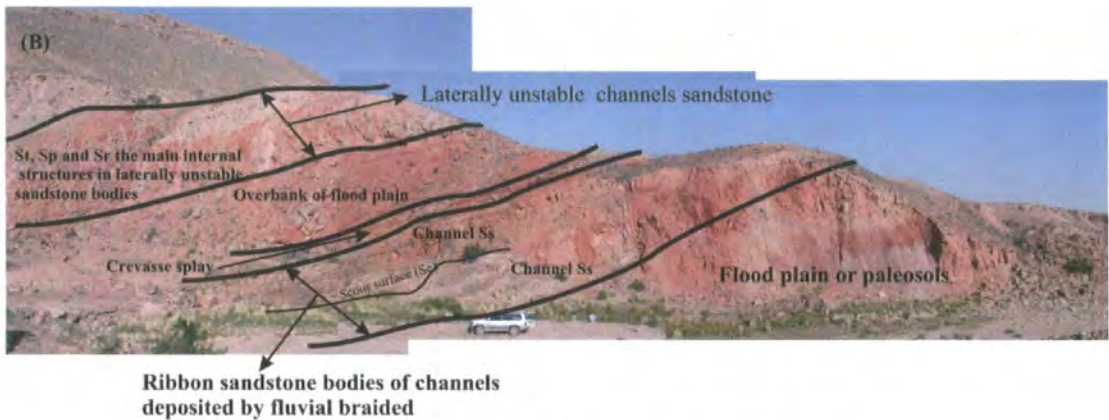 (B)
Laterally unstable channels sandstone
St, Sp and Sr the main internal
structures in laterally unstable
sandstone bodies
Overbank of flood plain
Channel Ss
Crevasse splay
Scour surface (Se)
Channel Ss
Flood plain or paleosols
Ribbon sandstone bodies of channels
deposited by fluvial braided